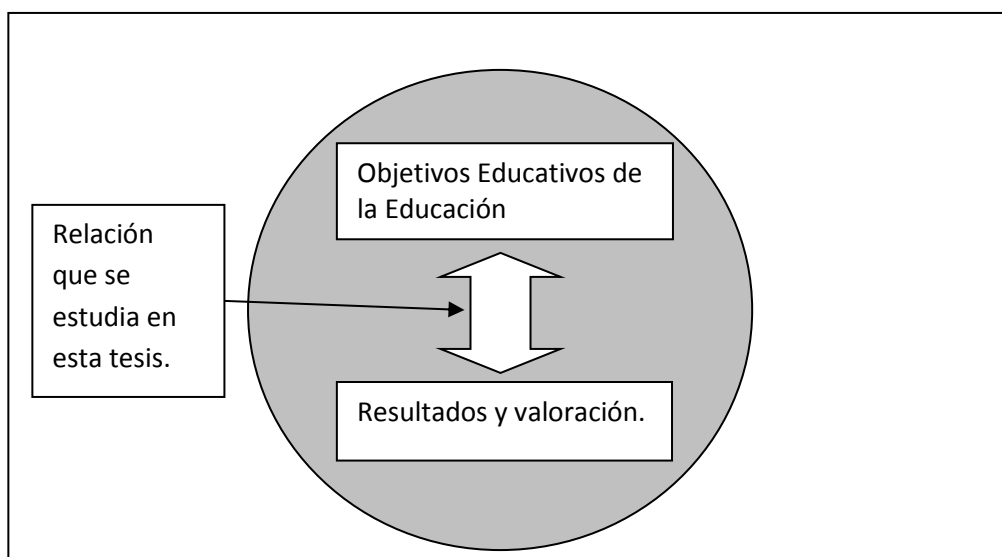 Objetivos Educativos de
la Educación
Relación
que se
estudia en
esta tesis.
Resultados y valoración.